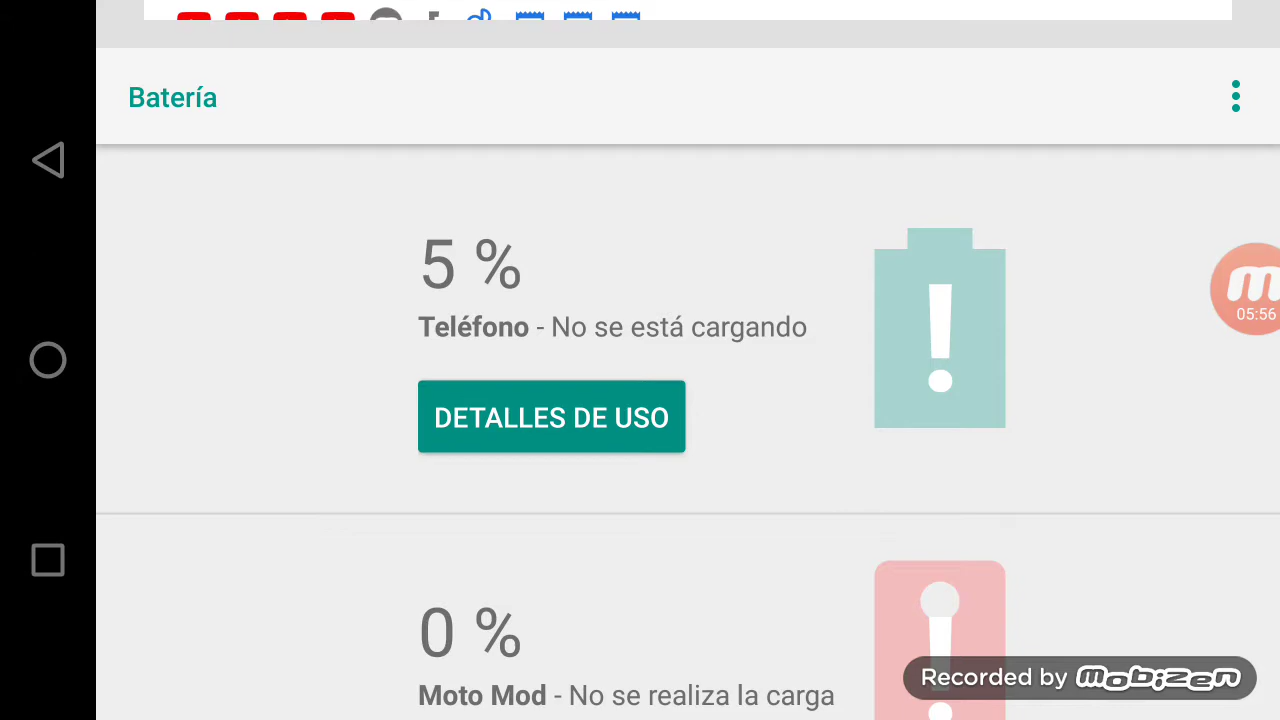 Batería
5 %
Teléfono - No se está cargando
DETALLES DE USO
05:56
0 %
Moto Mod - No se realiza la carga
Recorded by mobizen